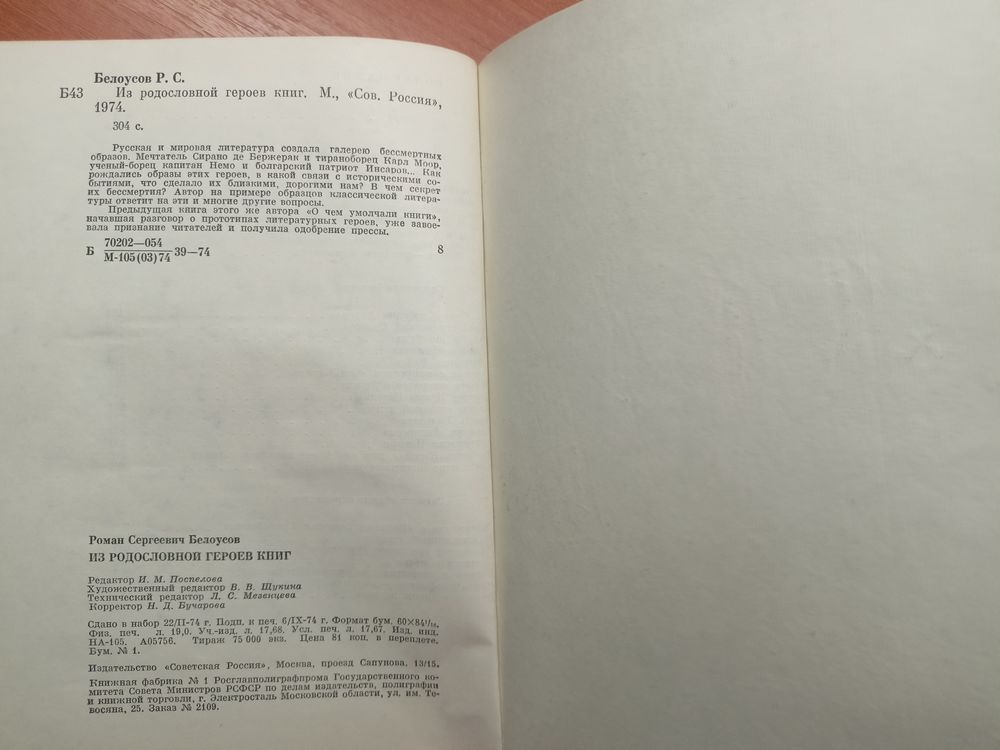 Белоусов Р. С.
Б43 Из родословной героев книг. М., «Сов. Россия»,
1974.
304 с.
Русская и мировая литература создала галерею бессмертных
образов. Мечтатель Сирано де Бержерак и тираноборец Карл Моор,
ученый-борец капитан Немо и болгарский патриот Инсаров... Как
рождались образы этих героев, в какой связи с историческими со-
бытиями, что сделало их близкими, дорогими нам? В чем секрет
их бессмертия? Автор на примере образцов классической литера-
туры ответит на эти и многие другие вопросы.
Предыдущая книга этого же автора «О чем умолчали книги»,
начавшая разговор о прототипах литературных героев, уже завое-
вала признание читателей и получила одобрение прессы.
70202—054
Б 39—74 8
М-105(03)74
Роман Сергеевич Белоусов
ИЗ РОДОСЛОВНОЙ ГЕРОЕВ КНИГ
Редактор И. М. Поспелова
Художественный редактор В. В. Щукина
Технический редактор Л. С. Мезенцева
Корректор Н. Д. Бучарова
Сдано в набор 22/II-74 г. Подп. к печ. 6/IX-74 г. Формат бум. 60×84¹/₁₆.
Физ. печ. л. 19,0. Уч.-изд. л. 17,68. Усл. печ. л. 17,67. Изд. инд.
НА-105. А05756. Тираж 75 000 экз. Цена 81 коп. в переплете.
Бум. № 1.
Издательство «Советская Россия», Москва, проезд Сапунова, 13/15.
Книжная фабрика № 1 Росглавполиграфпрома Государственного ко-
митета Совета Министров РСФСР по делам издательств, полиграфии
и книжной торговли, г. Электросталь Московской области, ул. им. Те-
восяна, 25. Заказ № 2109.